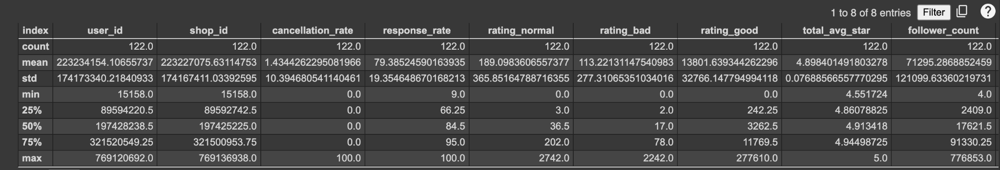 1 to 8 of 8 entries Filter ?
index user_id shop_id cancellation_rate response_rate rating_normal rating_bad rating_good total_avg_star follower_count
count 122.0 122.0 122.0 122.0 122.0 122.0 122.0 122.0 122.0
mean 223234154.10655737 223227075.63114753 1.4344262295081966 79.38524590163935 189.0983606557377 113.22131147540983 13801.639344262296 4.898401491803278 71295.2868852459
std 174173340.21840933 174167411.03392595 10.394680541140461 19.354648670168213 365.85164788716355 277.31065351034016 32766.147794994118 0.07688566557770295 121099.63360219731
min 15158.0 15158.0 0.0 9.0 0.0 0.0 0.0 4.551724 4.0
25% 89594220.5 89592742.5 0.0 66.25 3.0 2.0 242.25 4.86078825 2409.0
50% 197428238.5 197425225.0 0.0 84.5 36.5 17.0 3262.5 4.913418 17621.5
75% 321520549.25 321500953.75 0.0 95.0 202.0 78.0 11769.5 4.94498725 91330.25
max 769120692.0 769136938.0 100.0 100.0 2742.0 2242.0 277610.0 5.0 776853.0